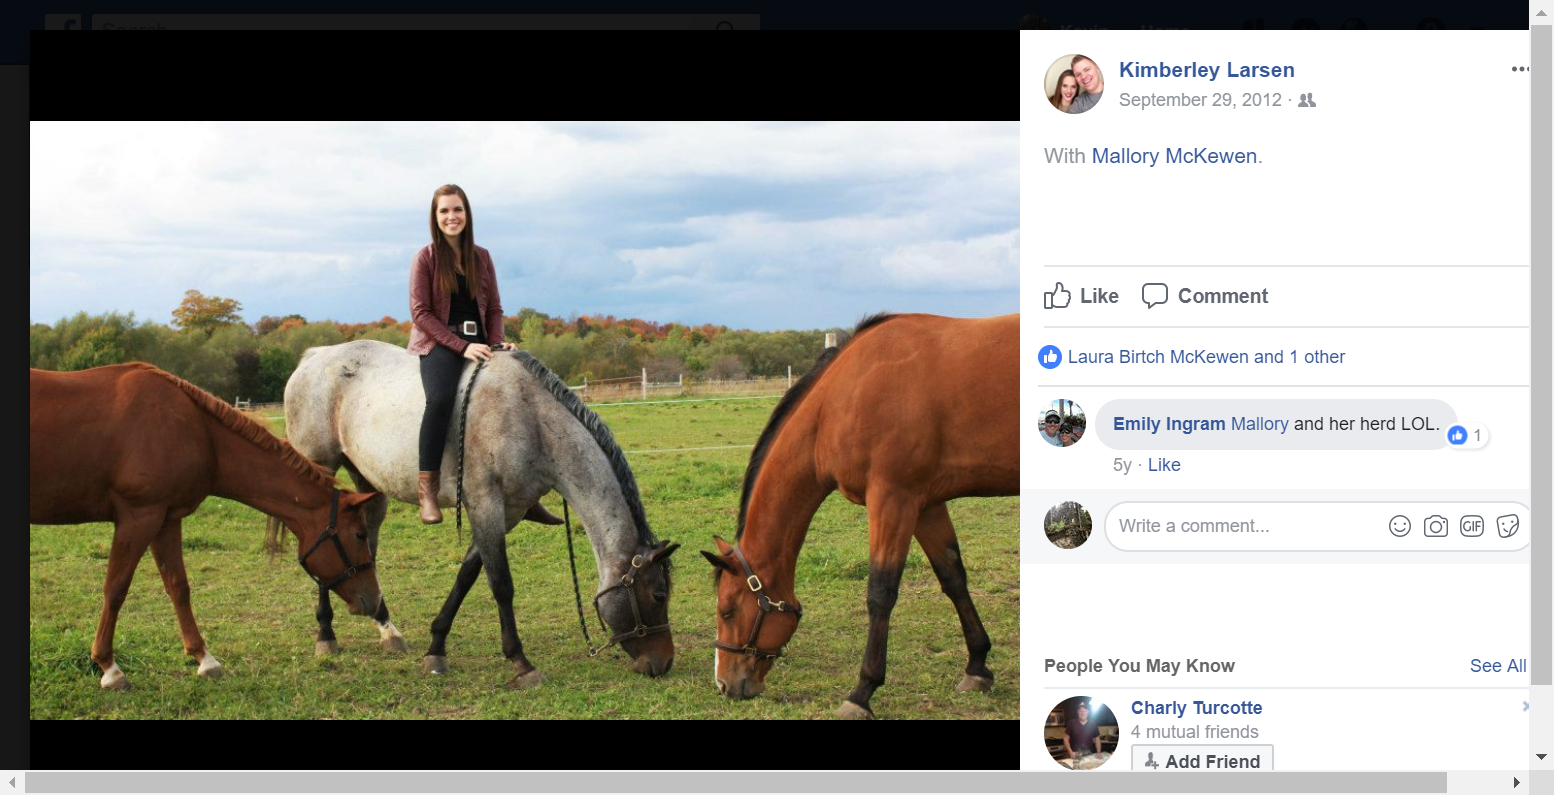 Search
Kimberley Larsen
September 29, 2012 ·
With Mallory McKewen.
Like Comment
Laura Birtch McKewen and 1 other
Emily Ingram Mallory and her herd LOL.
1
5y · Like
Write a comment...
GIF
People You May Know
See All
Charly Turcotte
4 mutual friends
Add Friend